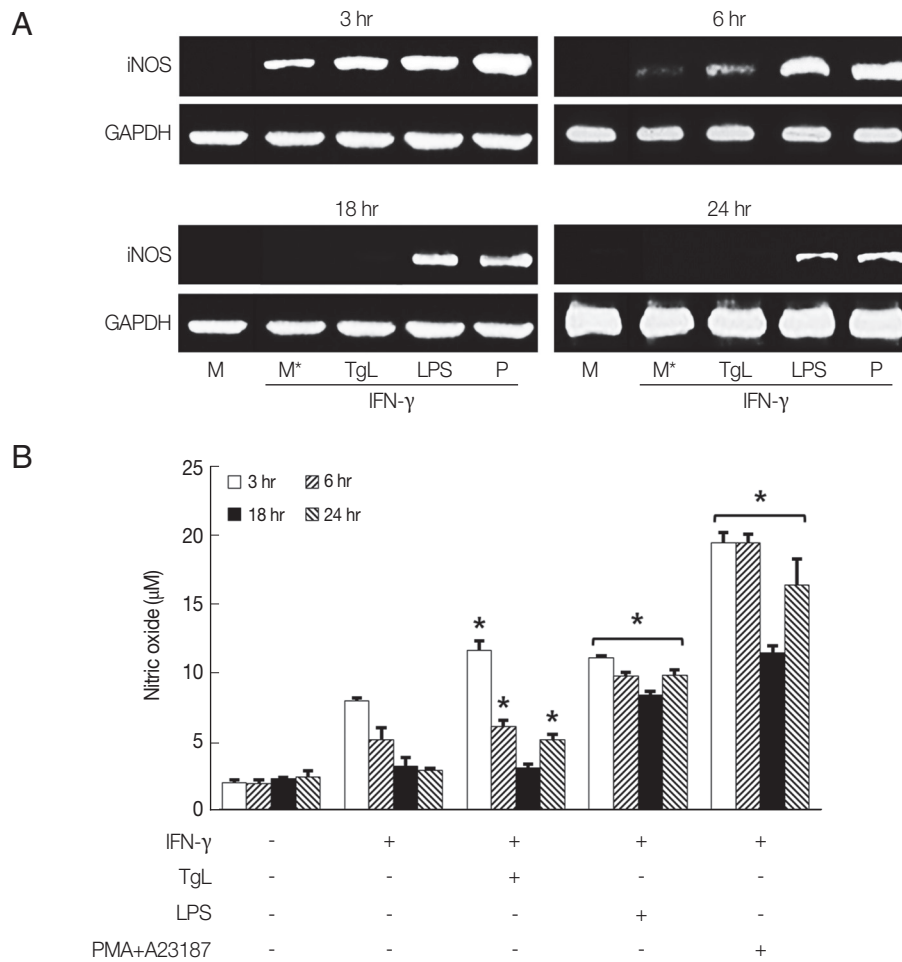 A
3 hr 6 hr
iNOS
GAPDH
18 hr 24 hr
iNOS
GAPDH
M M* TgL LPS P M M* TgL LPS P
IFN-γ IFN-γ
B
25
20
15
10
5
0
Nitric oxide (μM)
3 hr 6 hr
18 hr 24 hr
* * * * *
IFN-γ - + + + +
TgL - - + - -
LPS - - - + -
PMA+A23187 - - - - +